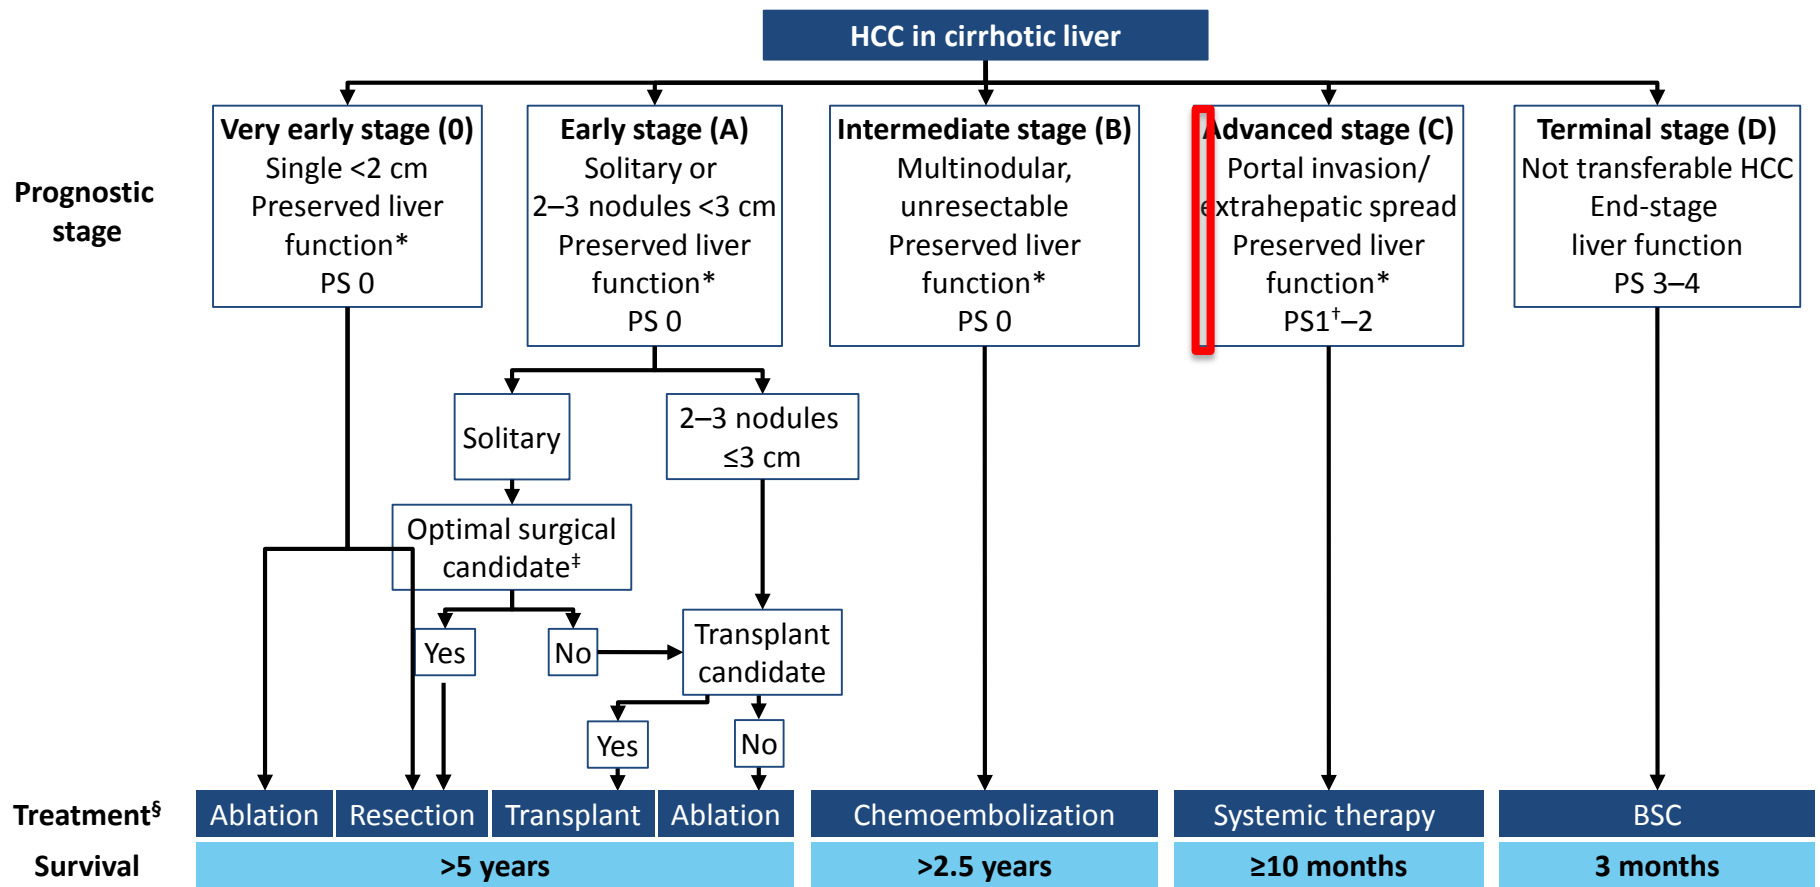 HCC in cirrhotic liver
Prognostic
stage
Very early stage (0)
Single <2 cm
Preserved liver
function*
PS 0
Early stage (A)
Solitary or
2–3 nodules <3 cm
Preserved liver
function*
PS 0
Intermediate stage (B)
Multinodular,
unresectable
Preserved liver
function*
PS 0
Advanced stage (C)
Portal invasion/
extrahepatic spread
Preserved liver
function*
PS1†–2
Terminal stage (D)
Not transferable HCC
End-stage
liver function
PS 3–4
Solitary
2–3 nodules
≤3 cm
Optimal surgical
candidate‡
Yes
No
Transplant
candidate
Yes
No
Treatment§
Ablation
Resection
Transplant
Ablation
Chemoembolization
Systemic therapy
BSC
Survival
>5 years
>2.5 years
≥10 months
3 months